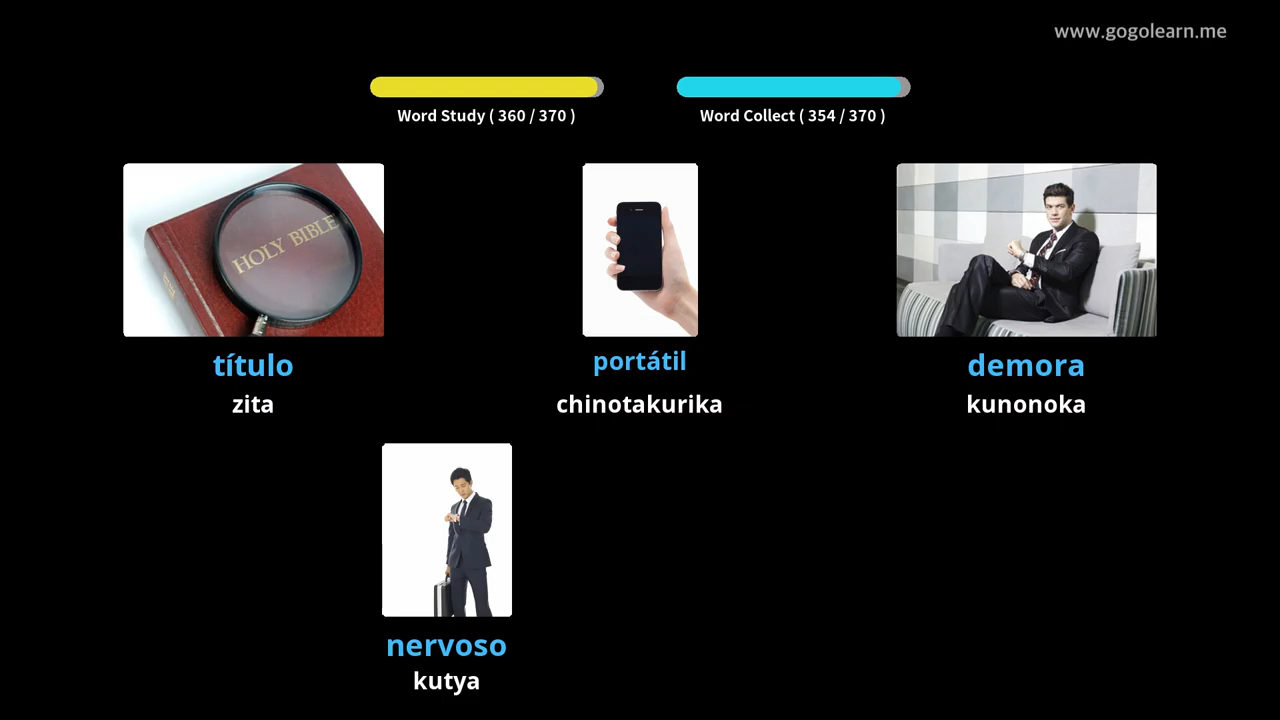 www.gogolearn.me
Word Study ( 360 / 370 )
Word Collect ( 354 / 370 )
HOLY BIBLE
título
portátil
demora
zita
chinotakurika
kunonoka
nervoso
kutya